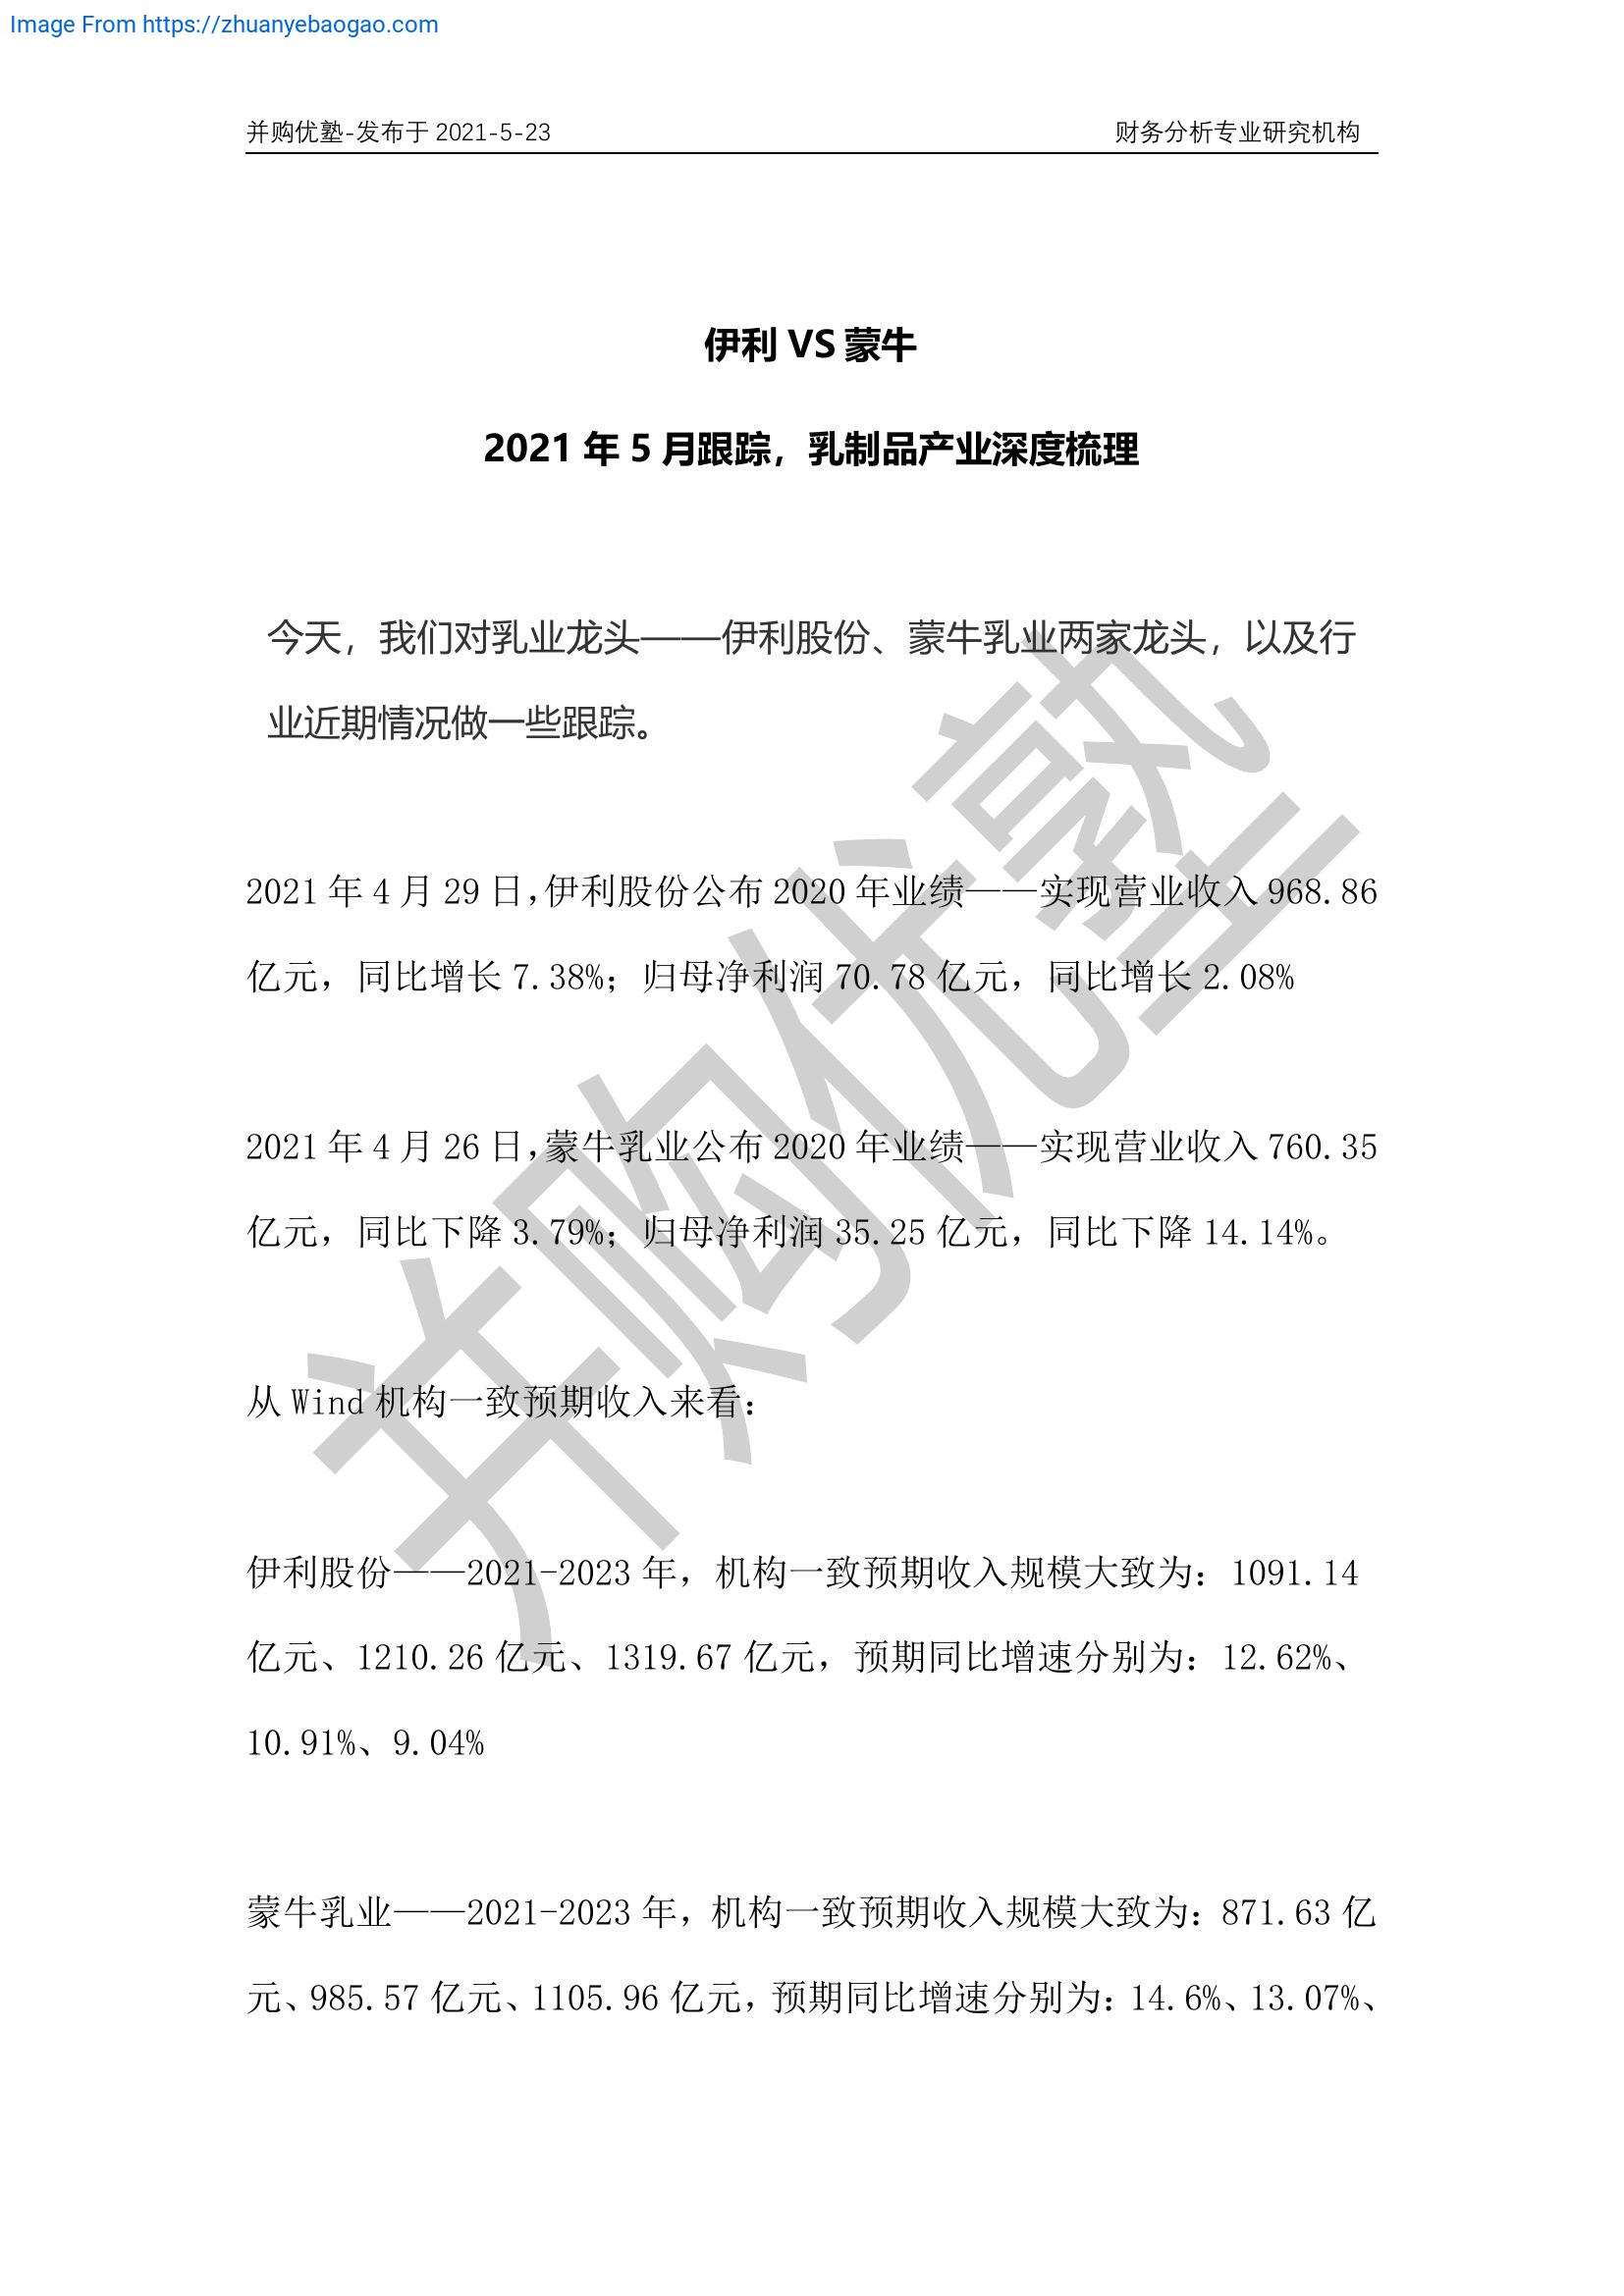 Image From https://zhuanyebaogao.com
并购优塾-发布于 2021-5-23 财务分析专业研究机构
伊利 VS 蒙牛
2021 年 5 月跟踪，乳制品产业深度梳理
今天，我们对乳业龙头——伊利股份、蒙牛乳业两家龙头，以及行
业近期情况做一些跟踪。
2021 年 4 月 29 日，伊利股份公布 2020 年业绩——实现营业收入 968.86
亿元，同比增长 7.38%；归母净利润 70.78 亿元，同比增长 2.08%
2021 年 4 月 26 日，蒙牛乳业公布 2020 年业绩——实现营业收入 760.35
亿元，同比下降 3.79%；归母净利润 35.25 亿元，同比下降 14.14%。
从 Wind 机构一致预期收入来看：
伊利股份——2021-2023 年，机构一致预期收入规模大致为：1091.14
亿元、1210.26 亿元、1319.67 亿元，预期同比增速分别为：12.62%、
10.91%、9.04%
蒙牛乳业——2021-2023 年，机构一致预期收入规模大致为：871.63 亿
元、985.57 亿元、1105.96 亿元，预期同比增速分别为：14.6%、13.07%、
并购优塾